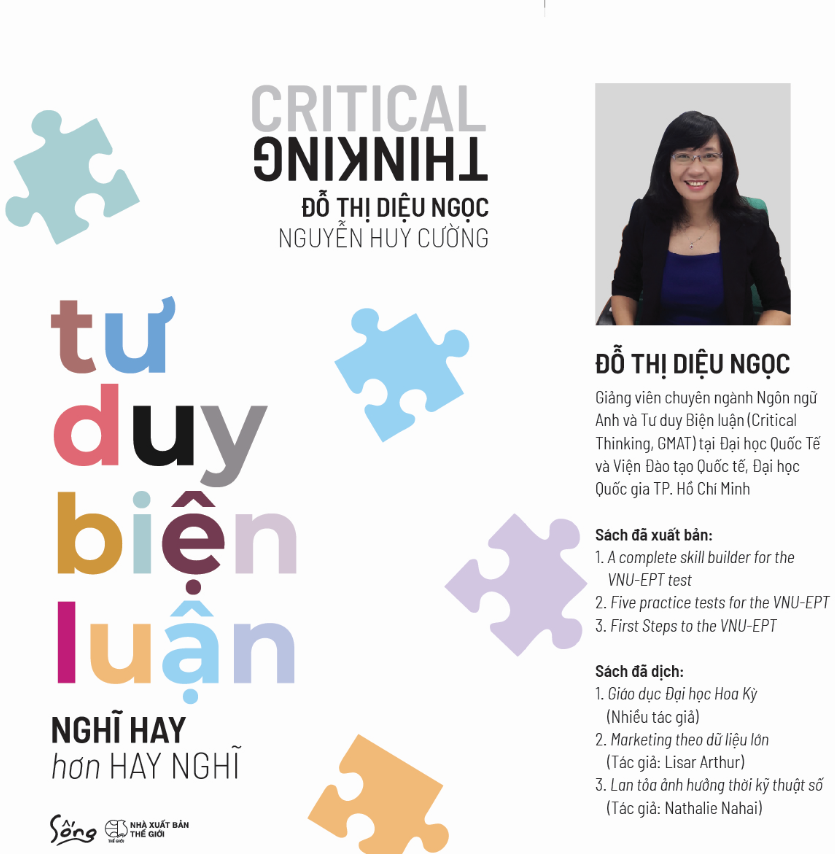 CRITICAL
THINKING
ĐỖ THỊ DIỆU NGỌC
NGUYỄN HUY CƯỜNG
tư
duy
biện
luận
NGHĨ HAY
hơn HAY NGHĨ
Sống
THẾ GIỚI
NHÀ XUẤT BẢN
THẾ GIỚI
ĐỖ THỊ DIỆU NGỌC
Giảng viên chuyên ngành Ngôn ngữ
Anh và Tư duy Biện luận (Critical
Thinking, GMAT) tại Đại học Quốc Tế
và Viện Đào tạo Quốc tế, Đại học
Quốc gia TP. Hồ Chí Minh
Sách đã xuất bản:
1. A complete skill builder for the
VNU-EPT test
2. Five practice tests for the VNU-EPT
3. First Steps to the VNU-EPT
Sách đã dịch:
1. Giáo dục Đại học Hoa Kỳ
(Nhiều tác giả)
2. Marketing theo dữ liệu lớn
(Tác giả: Lisar Arthur)
3. Lan tỏa ảnh hưởng thời kỹ thuật số
(Tác giả: Nathalie Nahai)